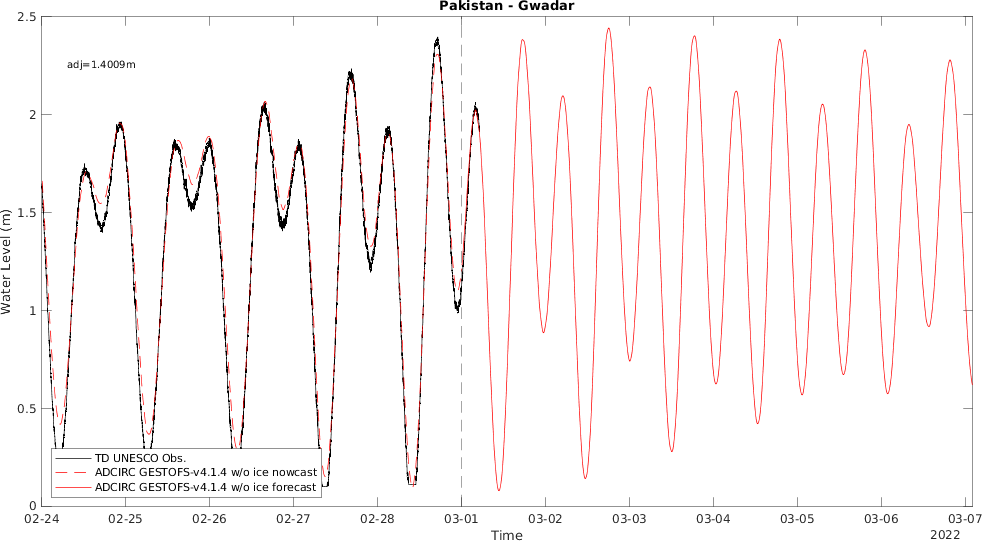 Pakistan - Gwadar
2.5
2
1.5
1
0.5
0
Water Level (m)
adj=1.4009m
TD UNESCO Obs.
ADCIRC GESTOFS-v4.1.4 w/o ice nowcast
ADCIRC GESTOFS-v4.1.4 w/o ice forecast
02-24 02-25 02-26 02-27 02-28 03-01 03-02 03-03 03-04 03-05 03-06 03-07
Time
2022